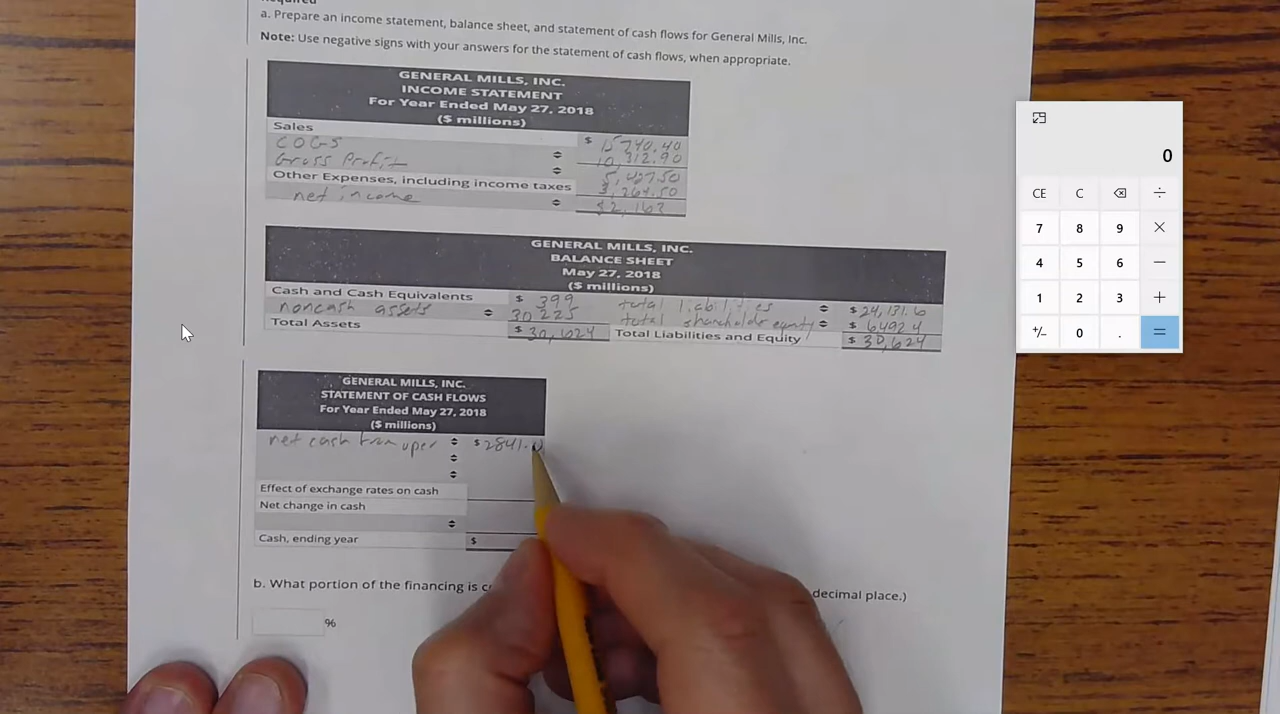 Required
a. Prepare an income statement, balance sheet, and statement of cash flows for General Mills, Inc.
Note: Use negative signs with your answers for the statement of cash flows, when appropriate.
GENERAL MILLS, INC.
INCOME STATEMENT
For Year Ended May 27, 2018
($ millions)
Sales $ 15740.40
COGS 10,312.90
Gross Profit 5,427.50
Other Expenses, including income taxes 3,264.50
net income $2,163
GENERAL MILLS, INC.
BALANCE SHEET
May 27, 2018
($ millions)
Cash and Cash Equivalents $ 399 total liabilities $24,131.6
noncash assets 30225 total shareholder equity $ 6492.4
Total Assets $30,624 Total Liabilities and Equity $ 30,624
GENERAL MILLS, INC.
STATEMENT OF CASH FLOWS
For Year Ended May 27, 2018
($ millions)
net cash from oper $2841.
Effect of exchange rates on cash
Net change in cash
Cash, ending year $
b. What portion of the financing is decimal place.)
%
0
CE C ⌫ ÷
7 8 9 ×
4 5 6 −
1 2 3 +
+/− 0 . =